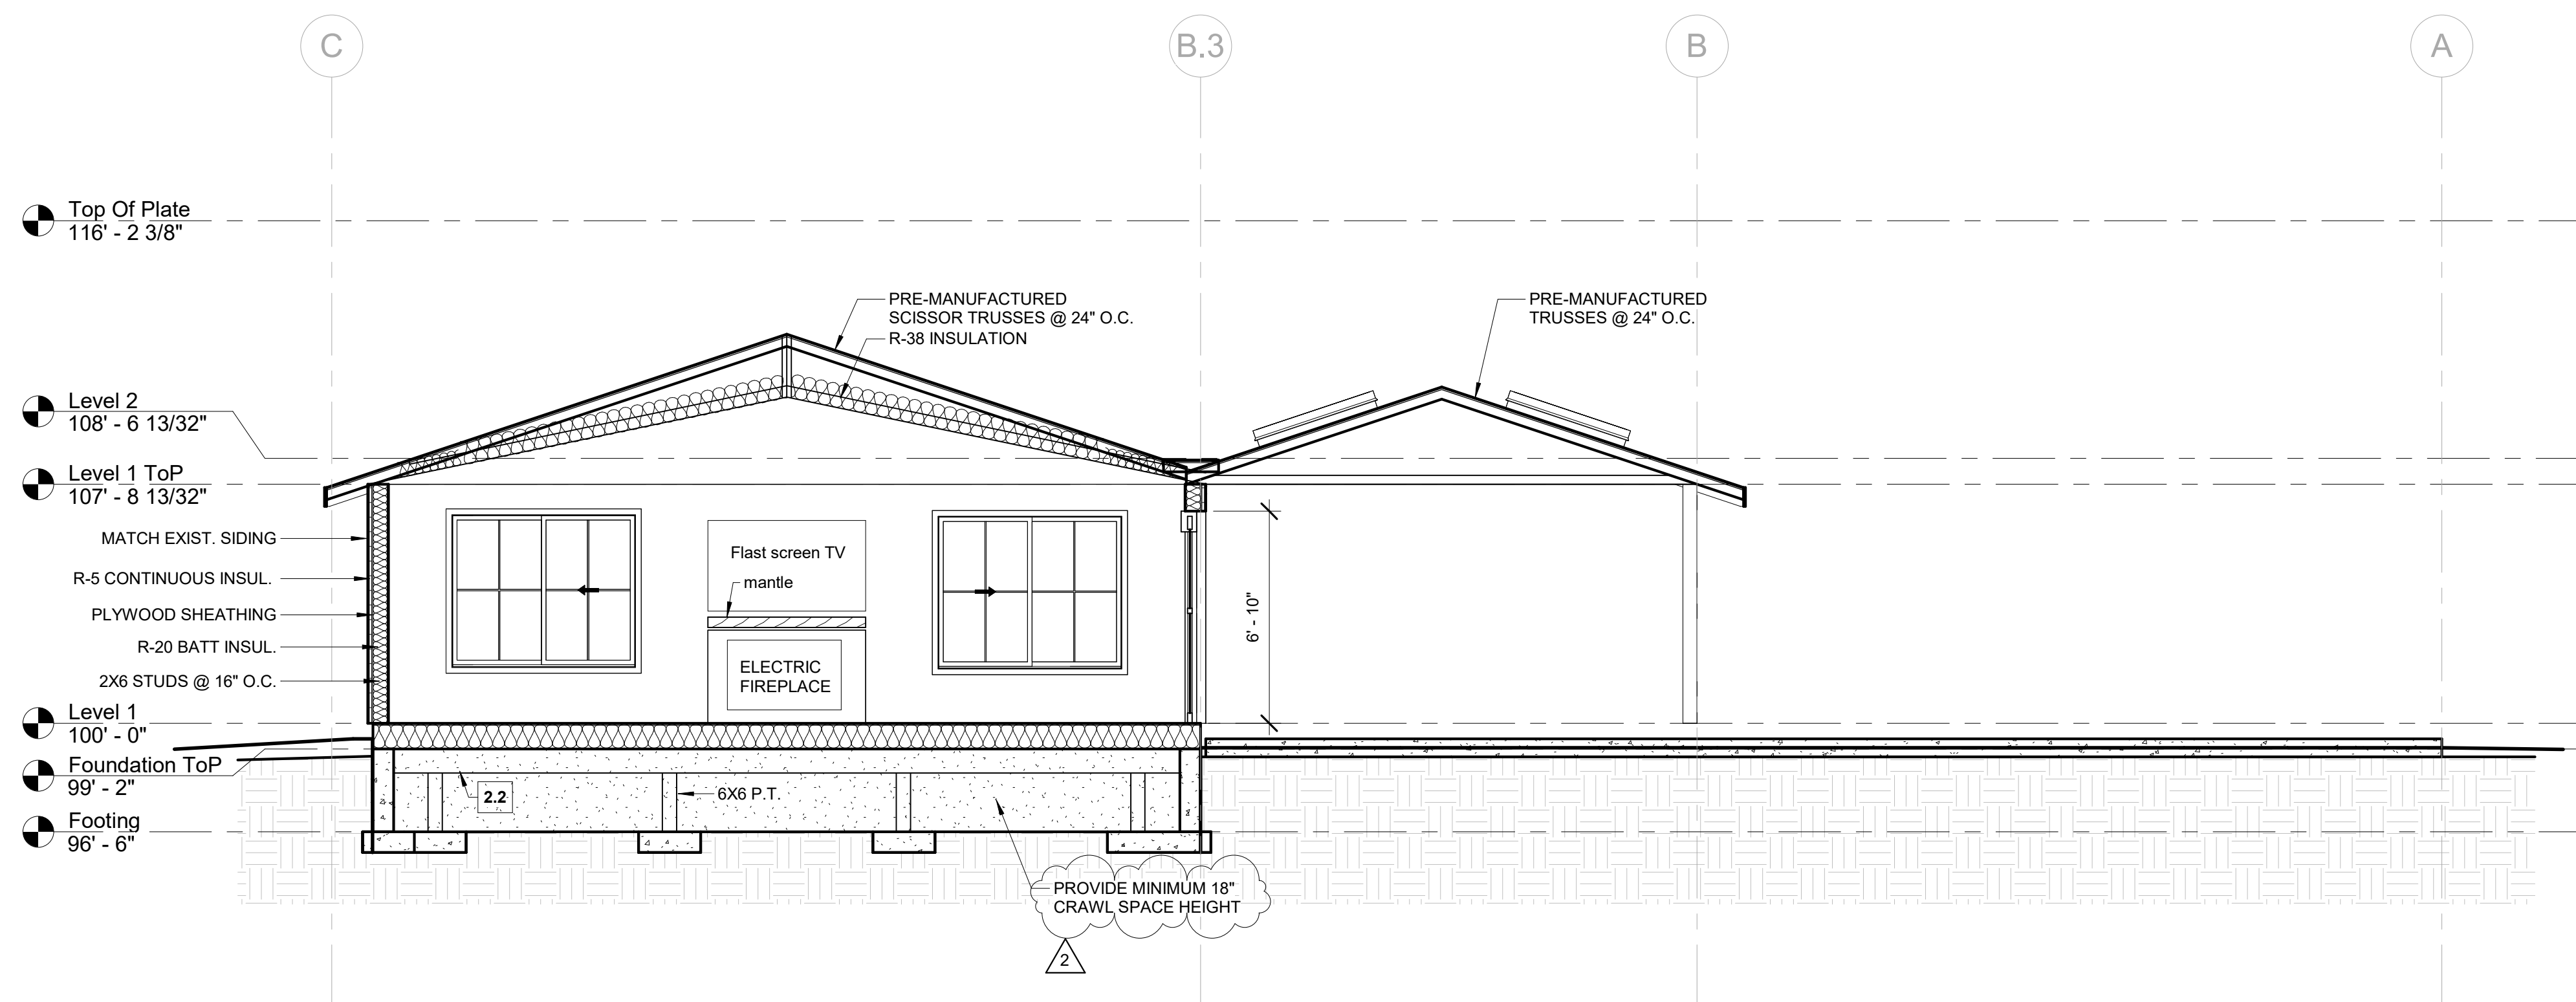 C
B.3
B
A
Top Of Plate
116' - 2 3/8"
PRE-MANUFACTURED
SCISSOR TRUSSES @ 24" O.C.
R-38 INSULATION
PRE-MANUFACTURED
TRUSSES @ 24" O.C.
Level 2
108' - 6 13/32"
Level 1 ToP
107' - 8 13/32"
MATCH EXIST. SIDING
R-5 CONTINUOUS INSUL.
PLYWOOD SHEATHING
R-20 BATT INSUL.
2X6 STUDS @ 16" O.C.
Flast screen TV
mantle
ELECTRIC
FIREPLACE
6' - 10"
Level 1
100' - 0"
Foundation ToP
99' - 2"
Footing
96' - 6"
2.2
6X6 P.T.
PROVIDE MINIMUM 18"
CRAWL SPACE HEIGHT
2